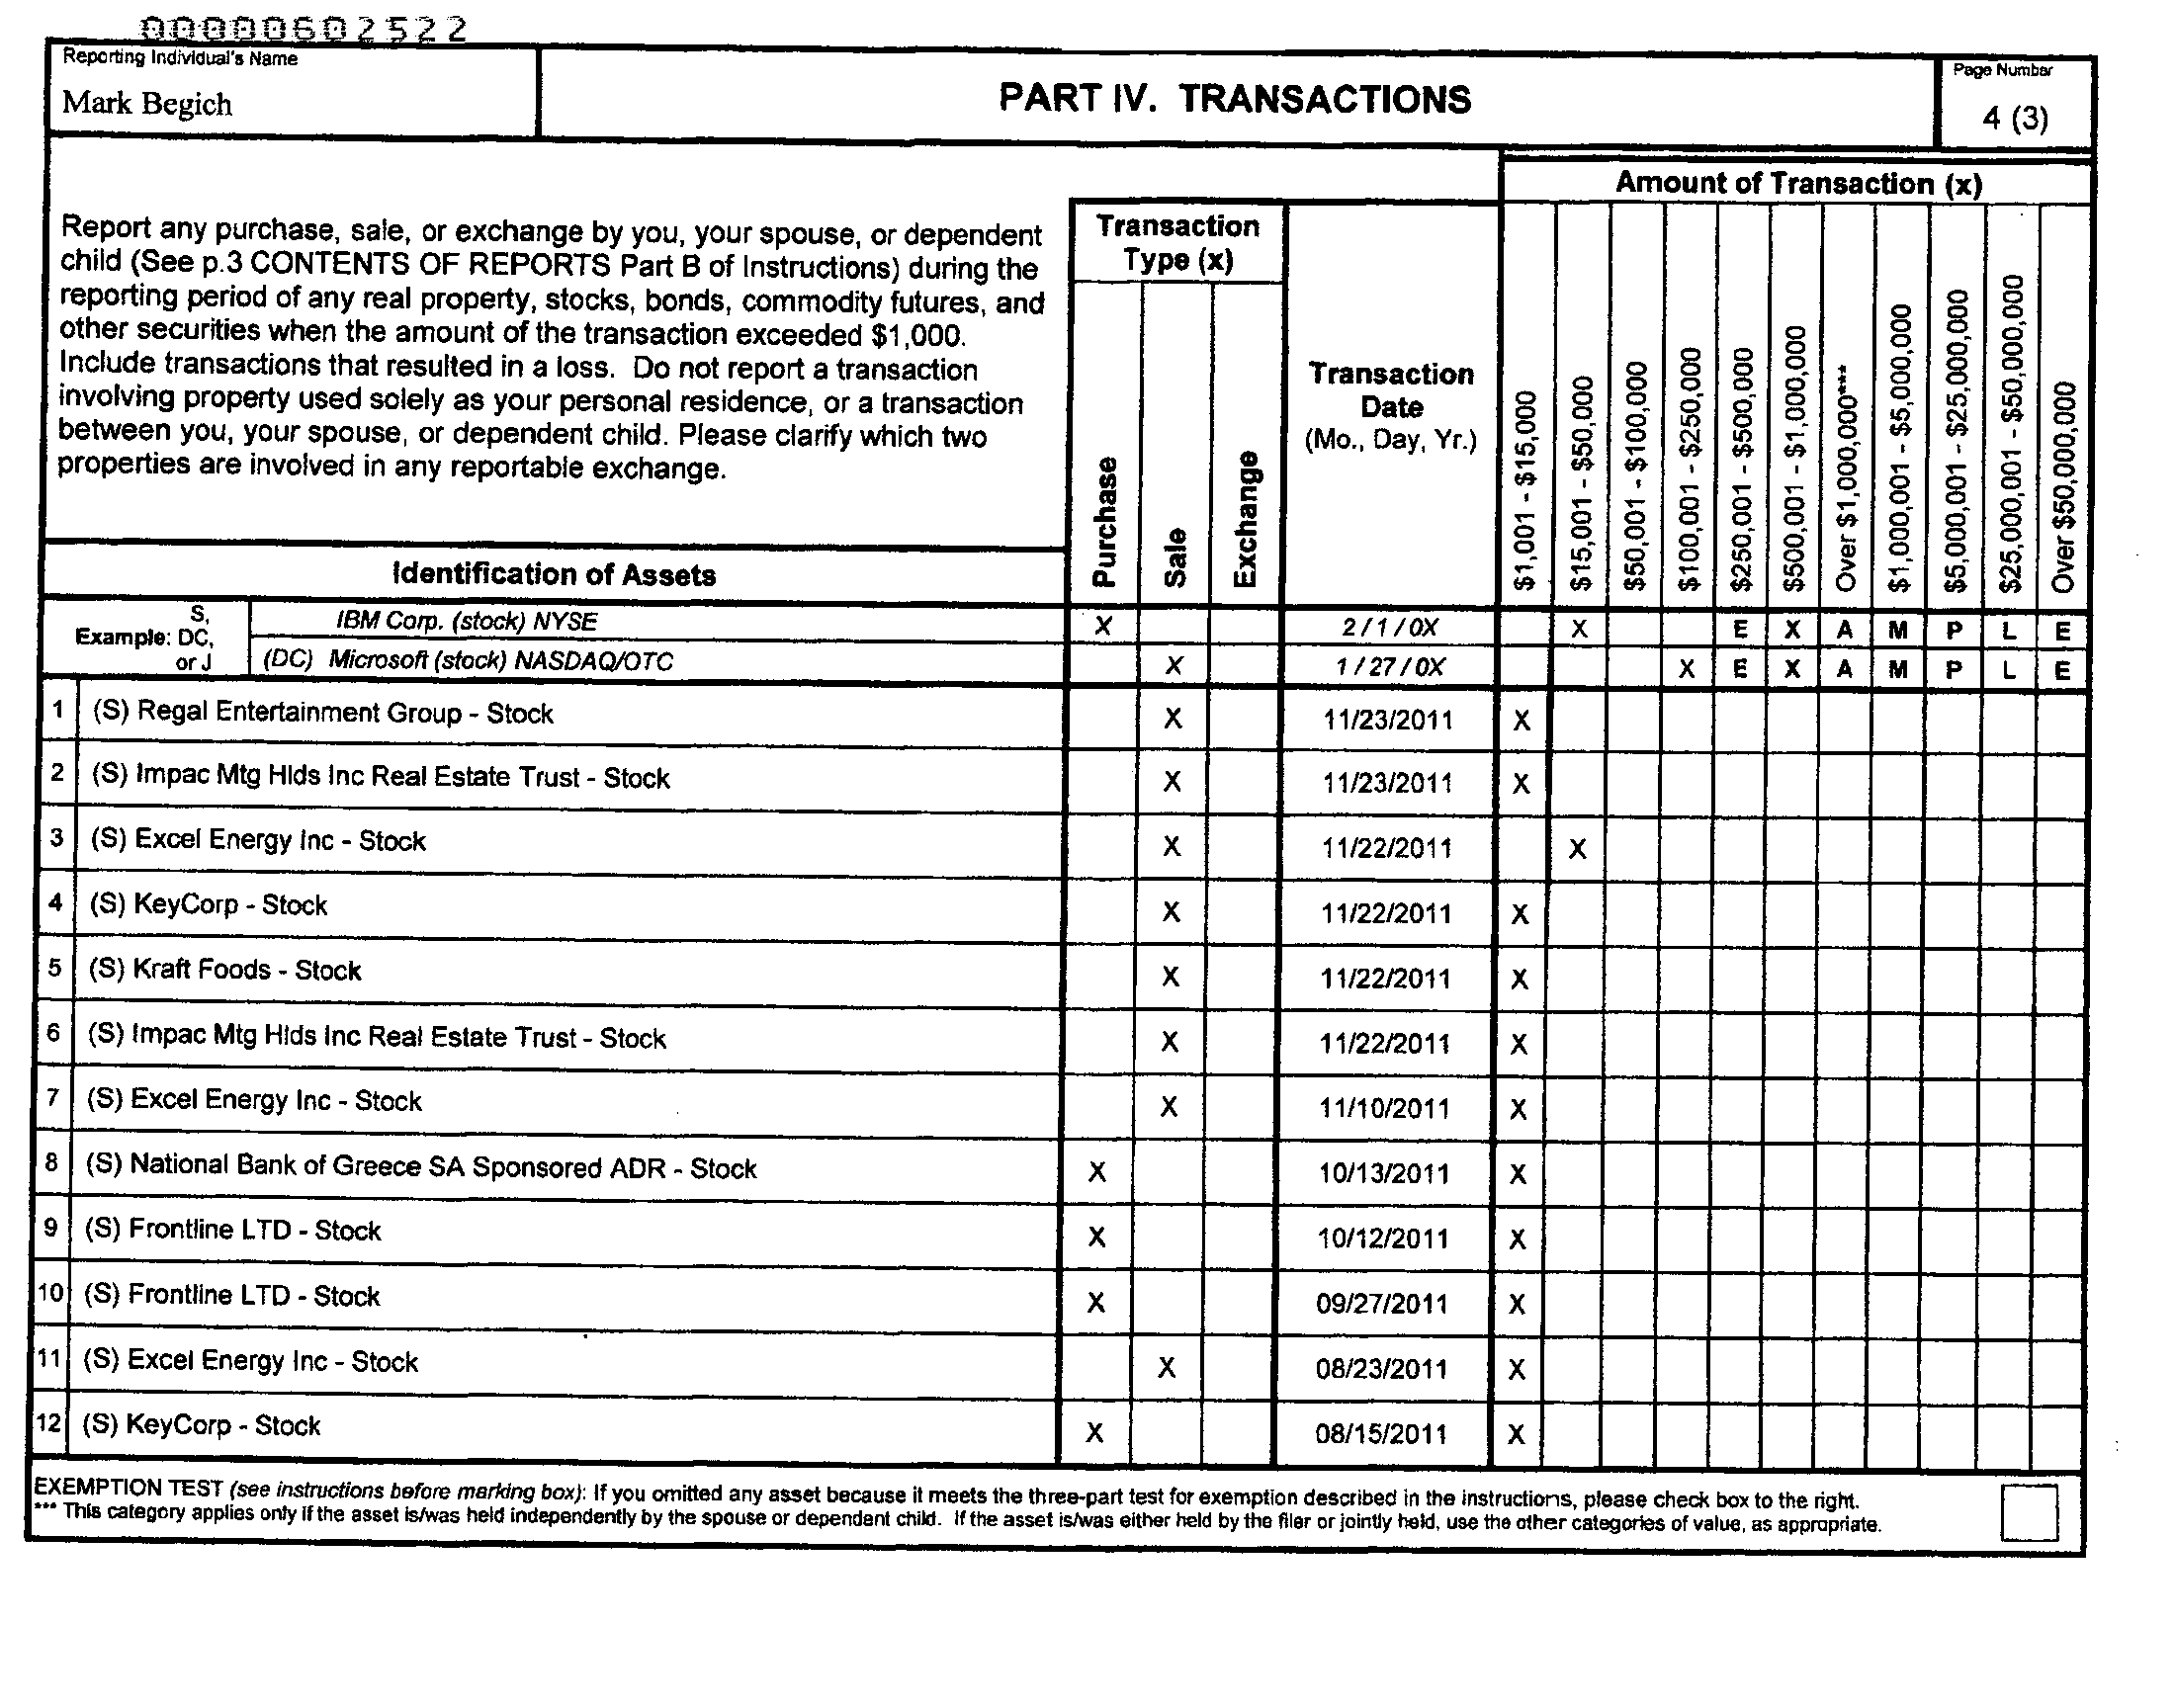 00000602522
Reporting Individual's Name
Mark Begich
PART IV. TRANSACTIONS
Page Number
4 (3)
Report any purchase, sale, or exchange by you, your spouse, or dependent
child (See p.3 CONTENTS OF REPORTS Part B of Instructions) during the
reporting period of any real property, stocks, bonds, commodity futures, and
other securities when the amount of the transaction exceeded $1,000.
Include transactions that resulted in a loss. Do not report a transaction
involving property used solely as your personal residence, or a transaction
between you, your spouse, or dependent child. Please clarify which two
properties are involved in any reportable exchange.
Identification of Assets
Transaction
Type (x)
Purchase
Sale
Exchange
Transaction
Date
(Mo., Day, Yr.)
Amount of Transaction (x)
$1,001 - $15,000
$15,001 - $50,000
$50,001 - $100,000
$100,001 - $250,000
$250,001 - $500,000
$500,001 - $1,000,000
Over $1,000,000***
$1,000,001 - $5,000,000
$5,000,001 - $25,000,000
$25,000,001 - $50,000,000
Over $50,000,000
Example: S, DC, or J
IBM Corp. (stock) NYSE X 2 / 1 / 0X X E X A M P L E
(DC) Microsoft (stock) NASDAQ/OTC X 1 / 27 / 0X X E X A M P L E
1 (S) Regal Entertainment Group - Stock X 11/23/2011 X
2 (S) Impac Mtg Hlds Inc Real Estate Trust - Stock X 11/23/2011 X
3 (S) Excel Energy Inc - Stock X 11/22/2011 X
4 (S) KeyCorp - Stock X 11/22/2011 X
5 (S) Kraft Foods - Stock X 11/22/2011 X
6 (S) Impac Mtg Hlds Inc Real Estate Trust - Stock X 11/22/2011 X
7 (S) Excel Energy Inc - Stock X 11/10/2011 X
8 (S) National Bank of Greece SA Sponsored ADR - Stock X 10/13/2011 X
9 (S) Frontline LTD - Stock X 10/12/2011 X
10 (S) Frontline LTD - Stock X 09/27/2011 X
11 (S) Excel Energy Inc - Stock X 08/23/2011 X
12 (S) KeyCorp - Stock X 08/15/2011 X
EXEMPTION TEST (see instructions before marking box): If you omitted any asset because it meets the three-part test for exemption described in the instructions, please check box to the right.
*** This category applies only if the asset is/was held independently by the spouse or dependent child. If the asset is/was either held by the filer or jointly held, use the other categories of value, as appropriate.